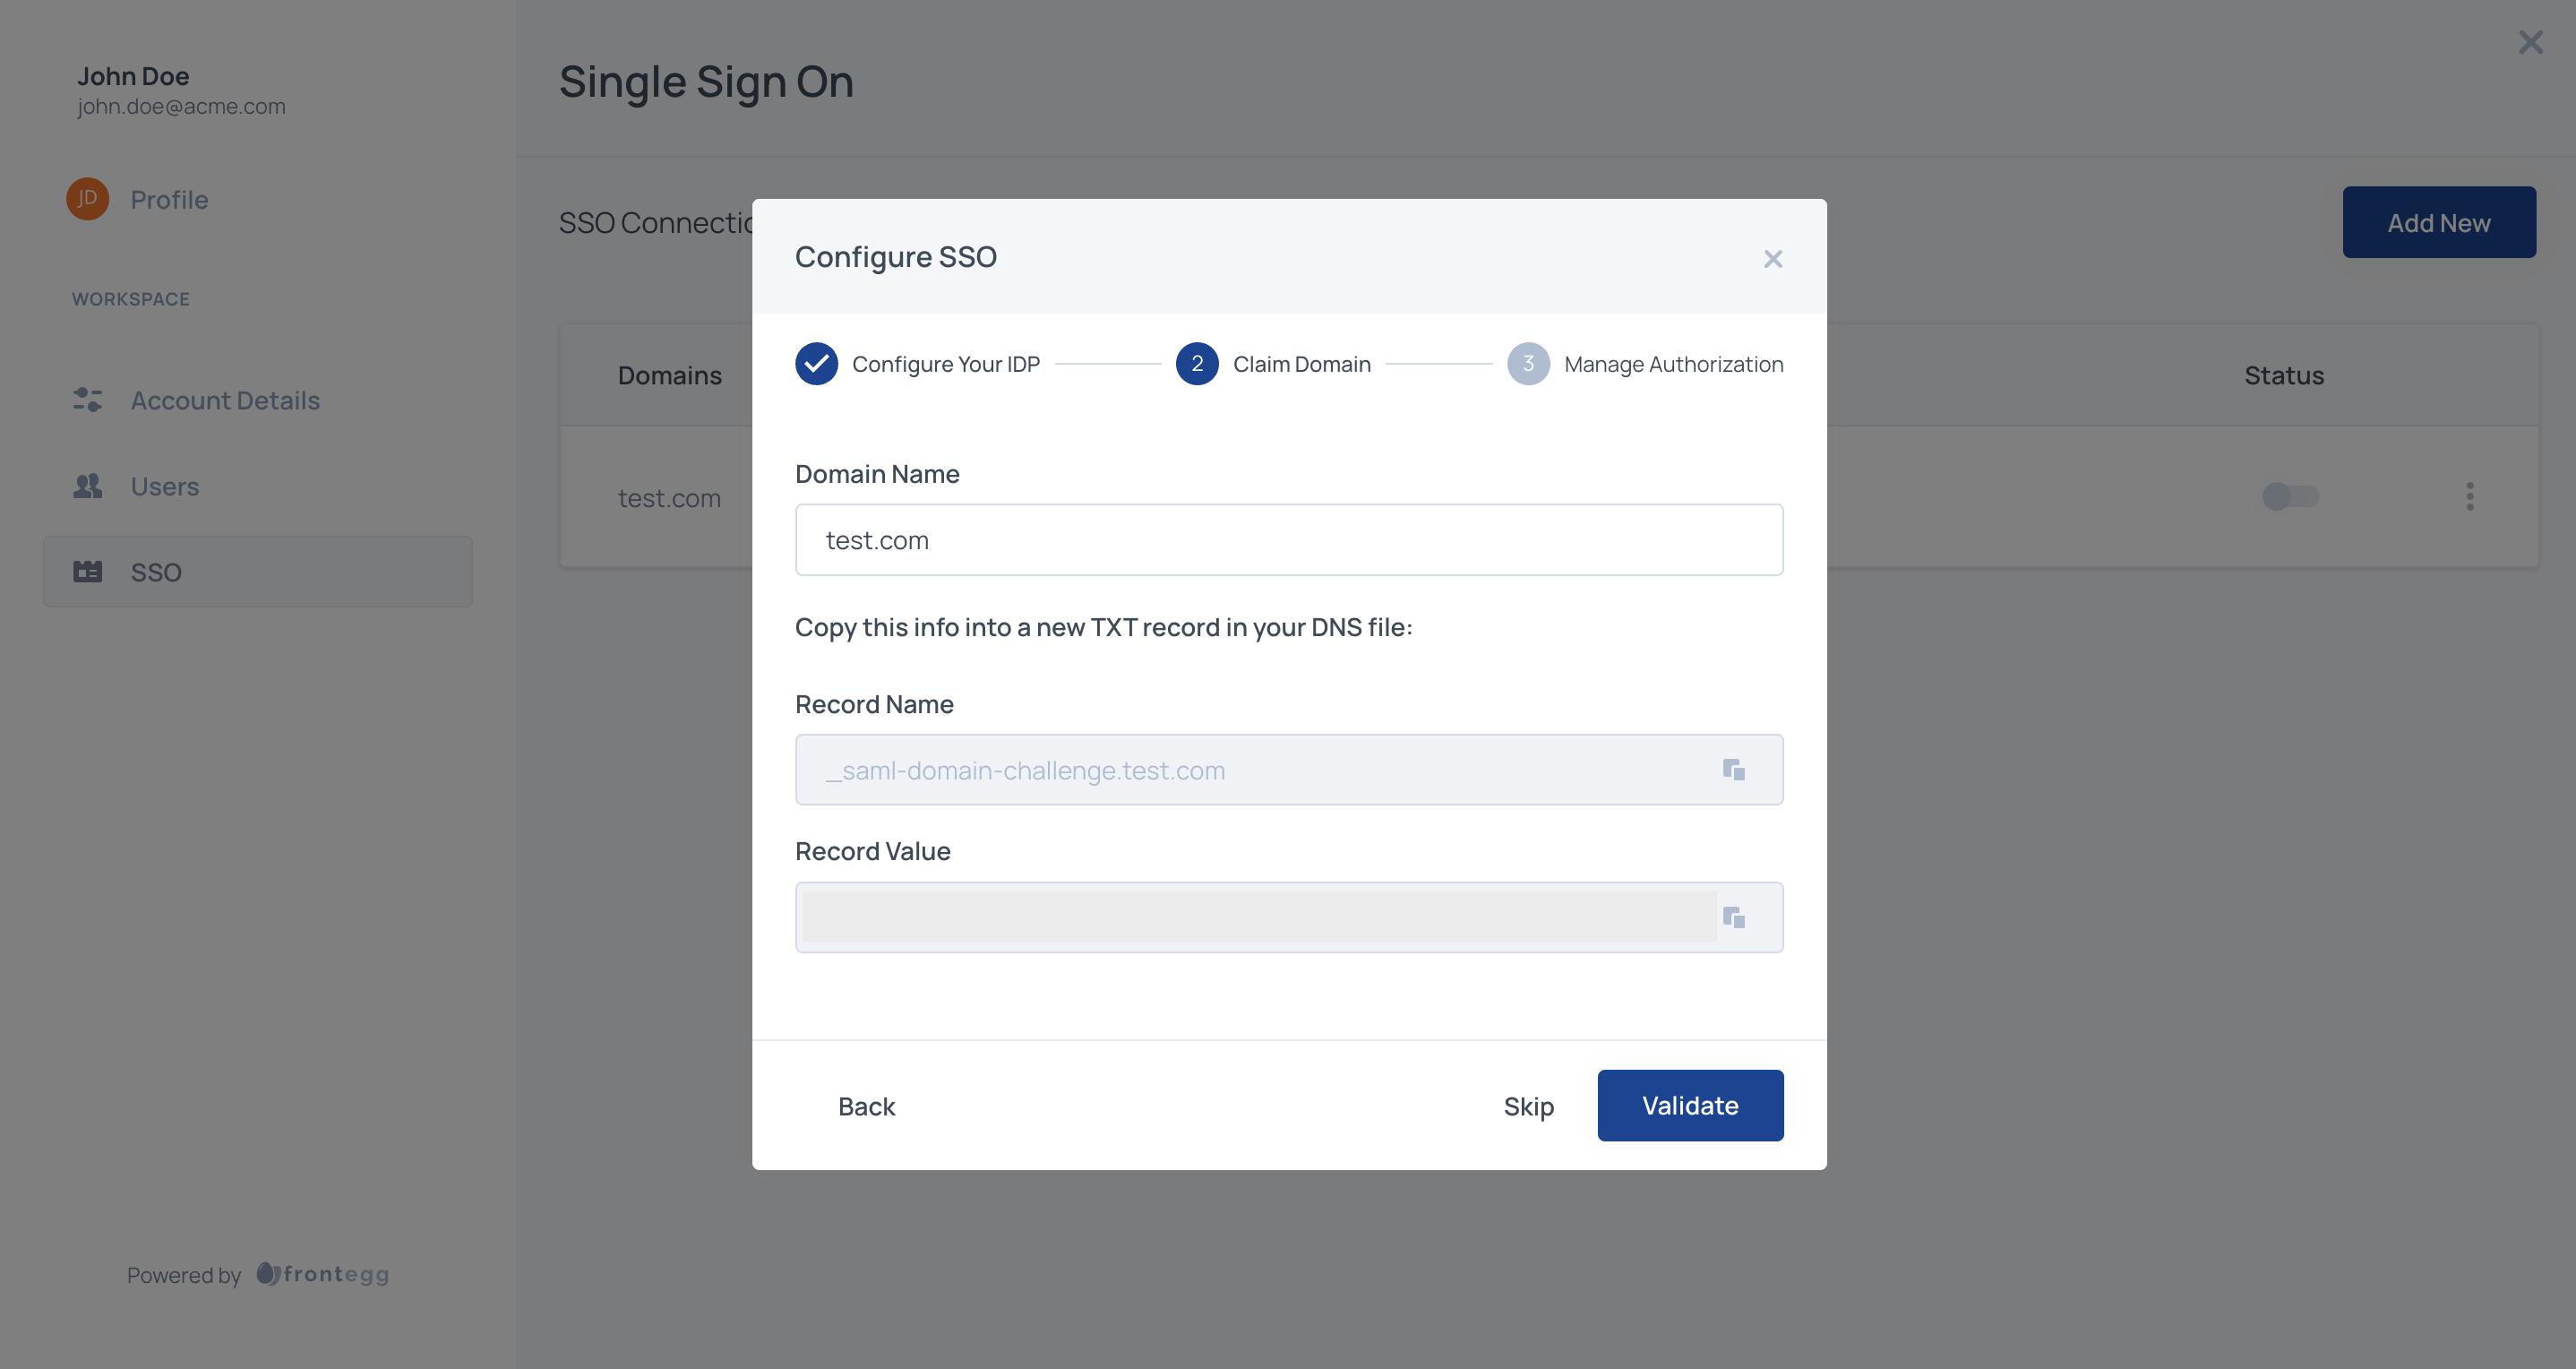 John Doe
john.doe@acme.com
JD Profile
WORKSPACE
Account Details
Users
SSO
Powered by frontegg
Single Sign On
Add New
Domains
Status
test.com
Configure SSO
Configure Your IDP
2 Claim Domain
3 Manage Authorization
Domain Name
test.com
Copy this info into a new TXT record in your DNS file:
Record Name
_saml-domain-challenge.test.com
Record Value
Back
Skip
Validate
SSO